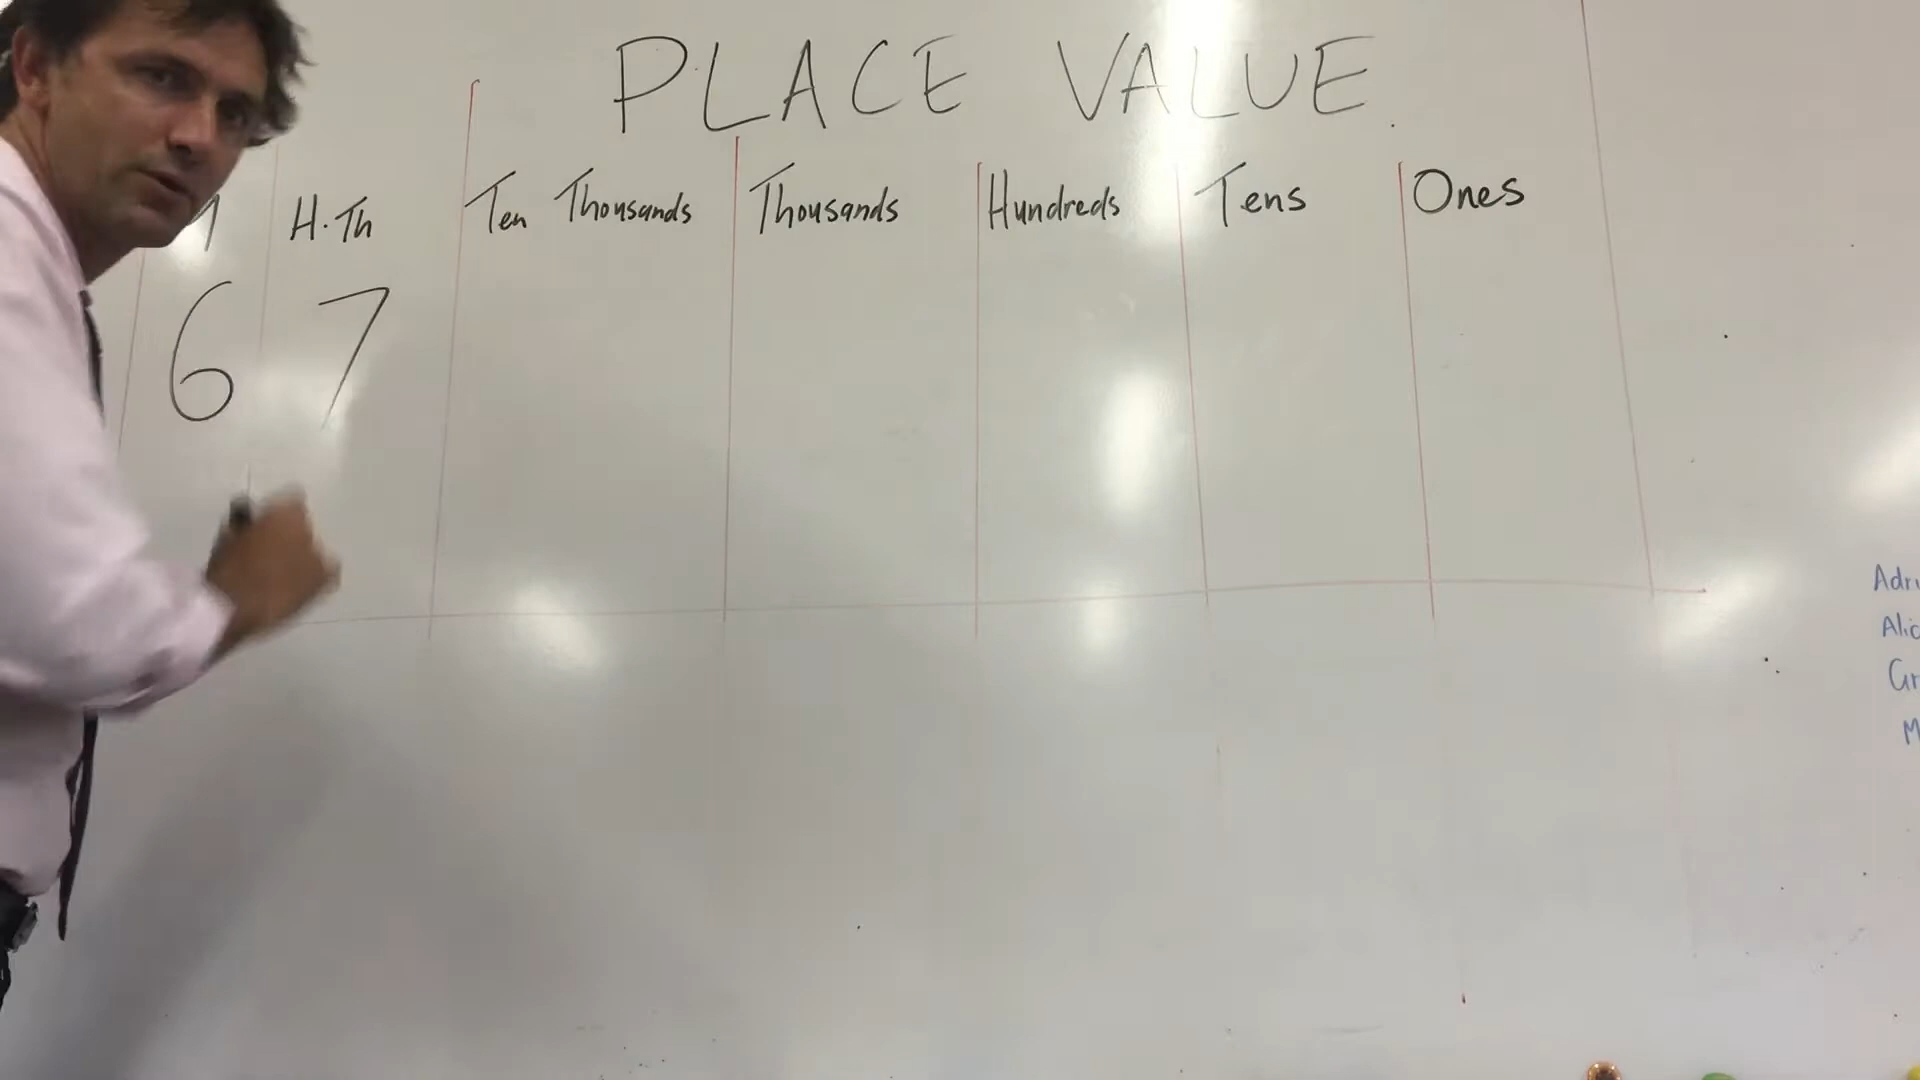 PLACE VALUE
H.Th Ten Thousands Thousands Hundreds Tens Ones
6 7